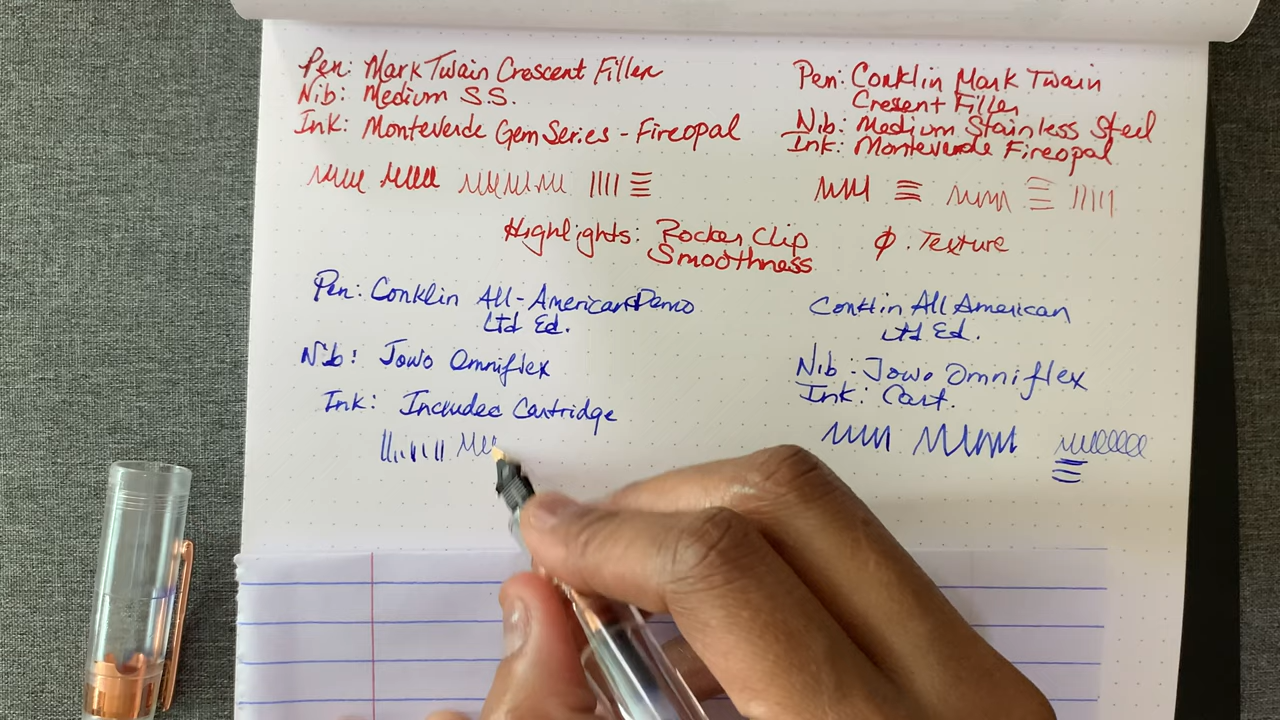 Pen: Mark Twain Crescent Filler
Nib: Medium S.S.
Ink: Monteverde Gem Series - Fireopal
Pen: Conklin Mark Twain
Cresent Filler
Nib: Medium Stainless Steel
Ink: Monteverde Fireopal
Highlights: Rocker Clip
Smoothness
φ. Texture
Pen: Conklin All-American Demo
Ltd Ed.
Nib: Jowo Omniflex
Ink: Included Cartridge
Conklin All American
Ltd Ed.
Nib: Jowo Omniflex
Ink: Cart.